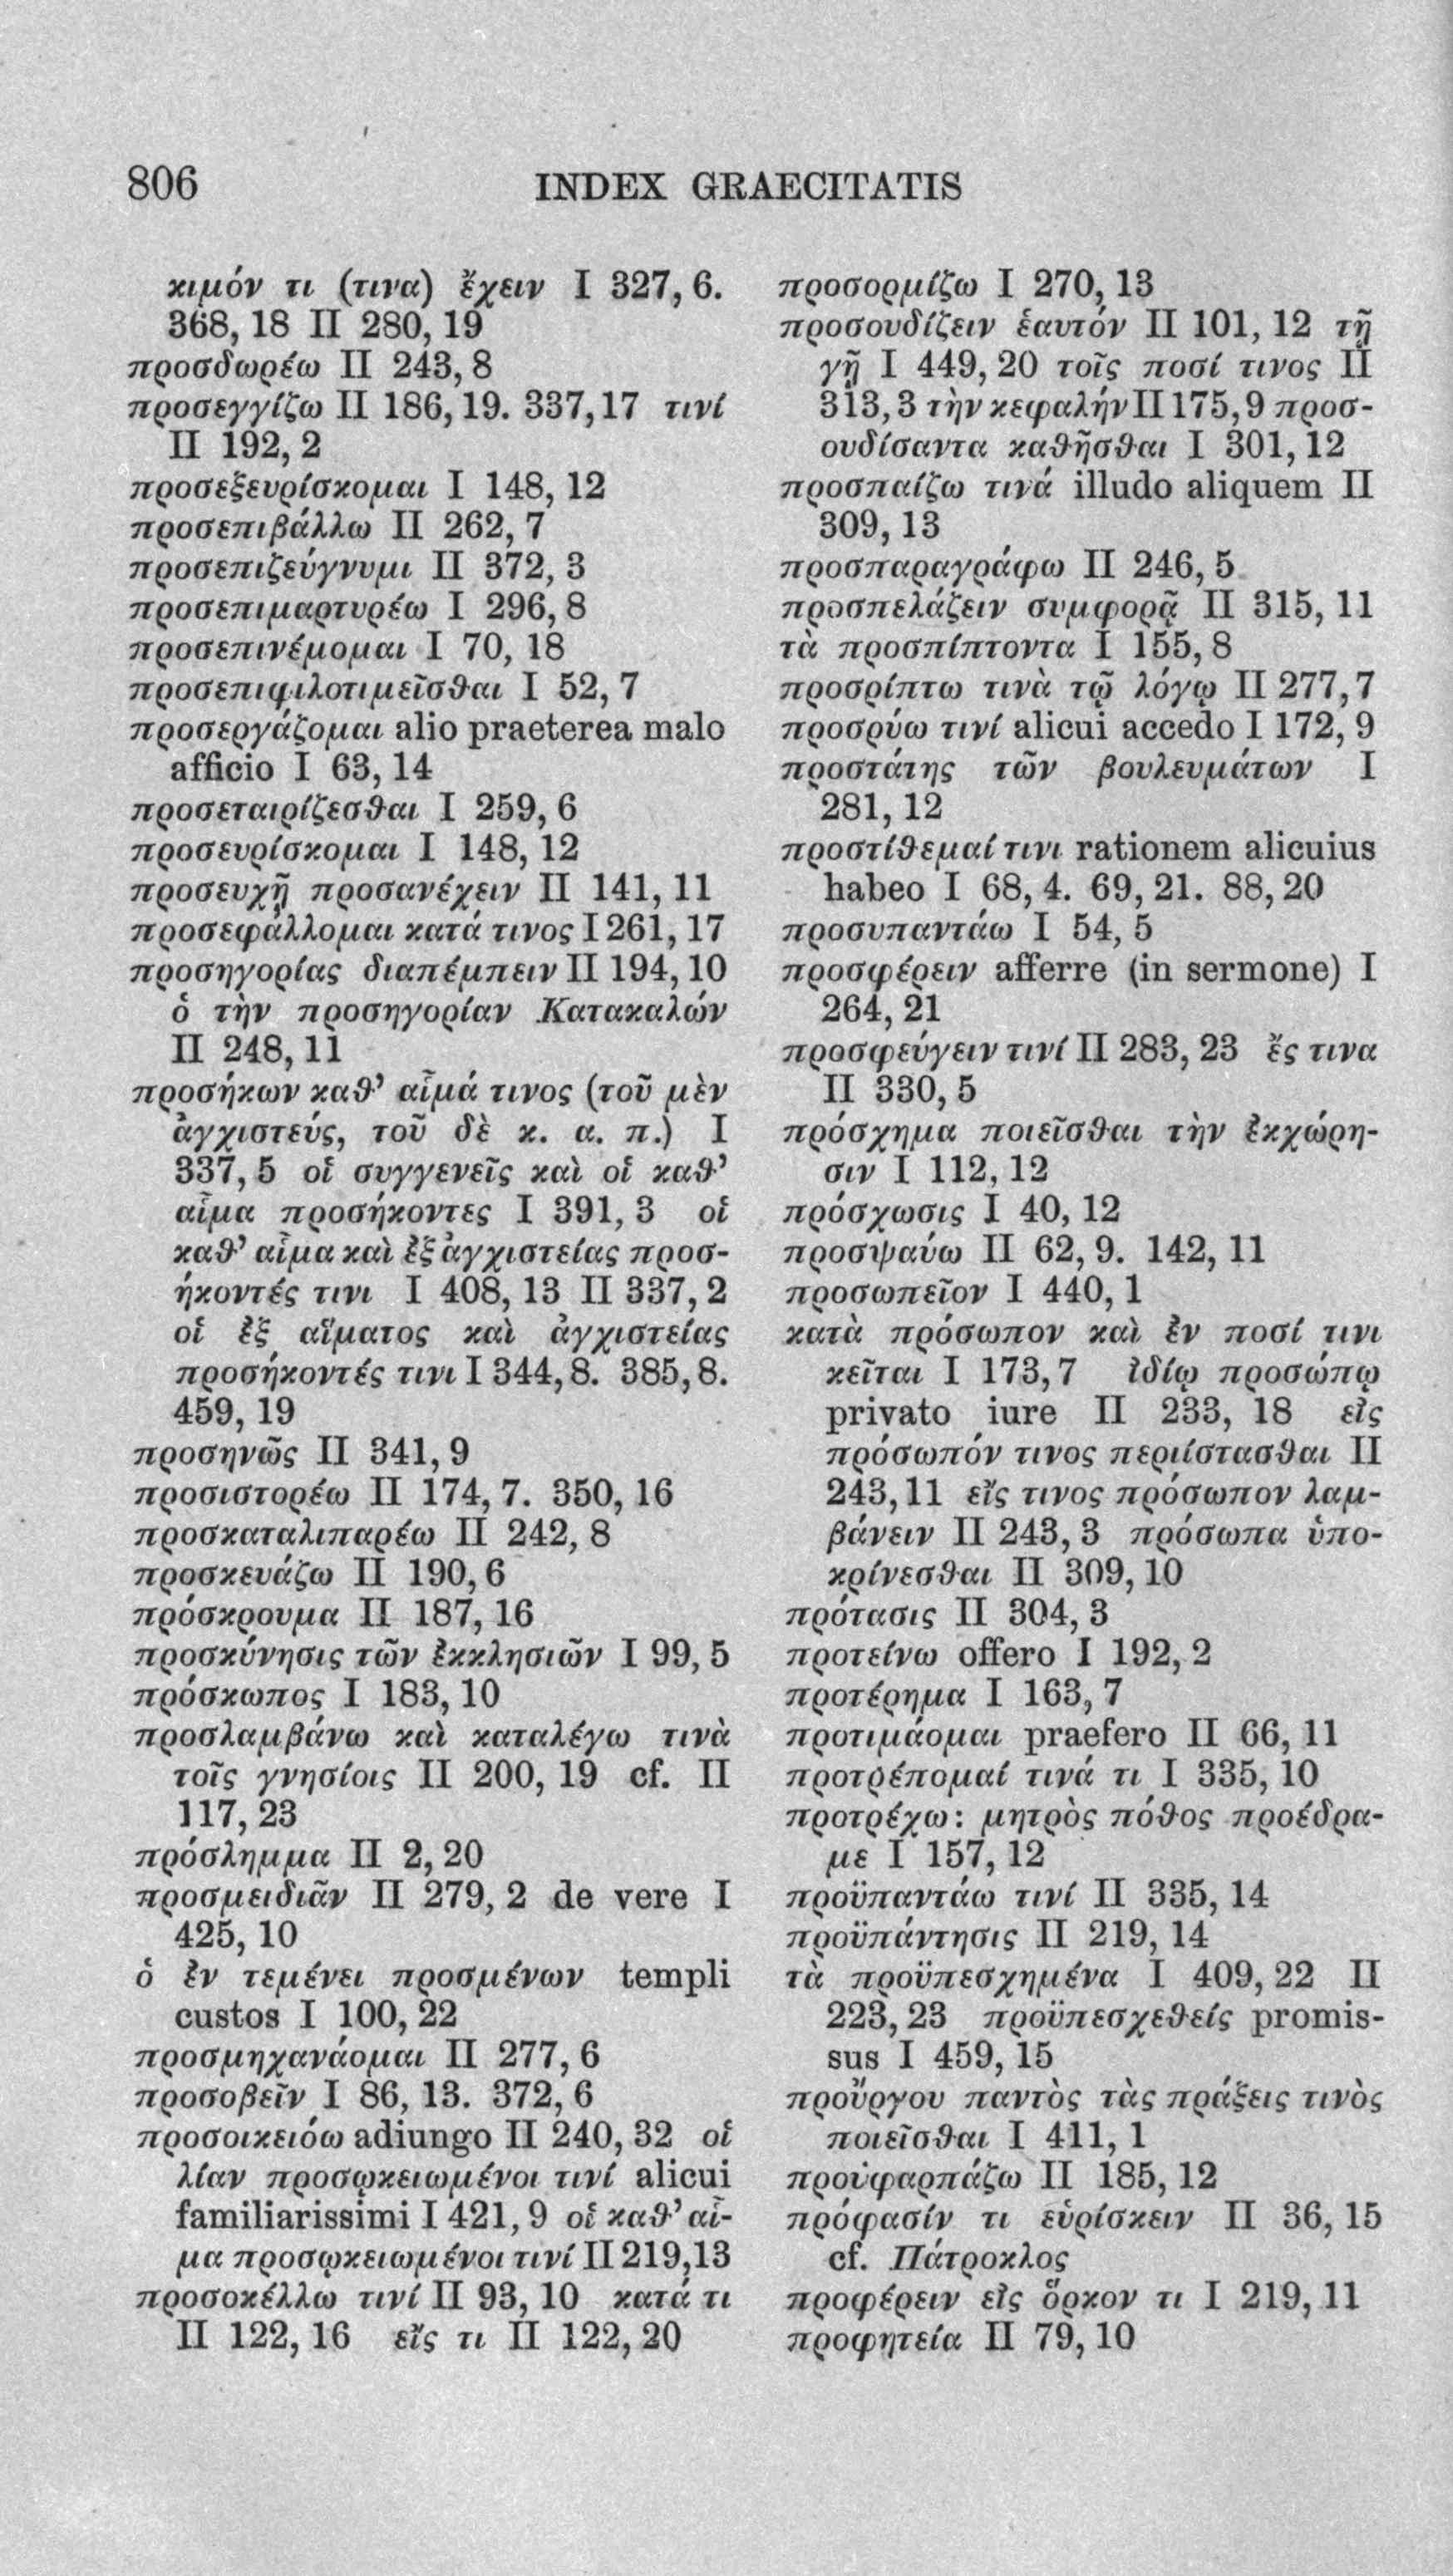 806
INDEX GRAECITATIS
κιμόν τι (τινα) ἔχειν I 327, 6.
368, 18 II 280, 19
προσδωρέω II 243, 8
προσεγγίζω II 186, 19. 337, 17 τινί
II 192, 2
προσεξευρίσκομαι I 148, 12
προσεπιβάλλω II 262, 7
προσεπιζεύγνυμι II 372, 3
προσεπιμαρτυρέω I 296, 8
προσεπινέμομαι I 70, 18
προσεπιφιλοτιμεῖσθαι I 52, 7
προσεργάζομαι alio praeterea malo
afficio I 63, 14
προσεταιρίζεσθαι I 259, 6
προσευρίσκομαι I 148, 12
προσευχῇ προσανέχειν II 141, 11
προσεφάλλομαι κατά τινος I 261, 17
προσηγορίας διαπέμπειν II 194, 10
ὁ τὴν προσηγορίαν Κατακαλών
II 248, 11
προσήκων καθ’ αἷμά τινος (τοῦ μὲν
ἀγχιστεύς, τοῦ δὲ κ. α. π.) I
337, 5 οἱ συγγενεῖς καὶ οἱ καθ’
αἷμα προσήκοντες I 391, 3 οἱ
καθ’ αἷμα καὶ ἐξ ἀγχιστείας προσ-
ήκοντές τινι I 408, 13 II 337, 2
οἱ ἐξ αἵματος καὶ ἀγχιστείας
προσήκοντές τινι I 344, 8. 385, 8.
459, 19
προσηνῶς II 341, 9
προσιστορέω II 174, 7. 350, 16
προσκαταλιπαρέω II 242, 8
προσκευάζω II 190, 6
πρόσκρουμα II 187, 16
προσκύνησις τῶν ἐκκλησιῶν I 99, 5
πρόσκωπος I 183, 10
προσλαμβάνω καὶ καταλέγω τινὰ
τοῖς γνησίοις II 200, 19 cf. II
117, 23
πρόσλημμα II 2, 20
προσμειδιᾶν II 279, 2 de vere I
425, 10
ὁ ἐν τεμένει προσμένων templi
custos I 100, 22
προσμηχανάομαι II 277, 6
προσοβεῖν I 86, 13. 372, 6
προσοικειόω adiungo II 240, 32 οἱ
λίαν προσῳκειωμένοι τινί alicui
familiarissimi I 421, 9 οἱ καθ’ αἷ-
μα προσῳκειωμένοι τινί II 219, 13
προσοκέλλω τινί II 93, 10 κατά τι
II 122, 16 εἴς τι II 122, 20
προσορμίζω I 270, 13
προσουδίζειν ἑαυτόν II 101, 12 τῇ
γῇ I 449, 20 τοῖς ποσί τινος II
313, 3 τὴν κεφαλήν II 175, 9 προσ-
ουδίσαντα καθῆσθαι I 301, 12
προσπαίζω τινά illudo aliquem II
309, 13
προσπαραγράφω II 246, 5
προσπελάζειν συμφορᾷ II 315, 11
τὰ προσπίπτοντα I 155, 8
προσρίπτω τινὰ τῷ λόγῳ II 277, 7
προσρύω τινί alicui accedo I 172, 9
προστάτης τῶν βουλευμάτων I
281, 12
προστίθεμαί τινι rationem alicuius
habeo I 68, 4. 69, 21. 88, 20
προσυπαντάω I 54, 5
προσφέρειν afferre (in sermone) I
264, 21
προσφεύγειν τινί II 283, 23 ἔς τινα
II 330, 5
πρόσχημα ποιεῖσθαι τὴν ἐκχώρη-
σιν I 112, 12
πρόσχωσις I 40, 12
προσψαύω II 62, 9. 142, 11
προσωπεῖον I 440, 1
κατὰ πρόσωπον καὶ ἐν ποσί τινι
κεῖται I 173, 7 ἰδίῳ προσώπῳ
privato iure II 233, 18 εἰς
πρόσωπόν τινος περιίστασθαι II
243, 11 εἴς τινος πρόσωπον λαμ-
βάνειν II 243, 3 πρόσωπα ὑπο-
κρίνεσθαι II 309, 10
πρότασις II 304, 3
προτείνω offero I 192, 2
προτέρημα I 163, 7
προτιμάομαι praefero II 66, 11
προτρέπομαί τινά τι I 335, 10
προτρέχω: μητρὸς πόθος προέδρα-
με I 157, 12
προϋπαντάω τινί II 335, 14
προϋπάντησις II 219, 14
τὰ προϋπεσχημένα I 409, 22 II
223, 23 προϋπεσχεθείς promis-
sus I 459, 15
προὔργου παντὸς τὰς πράξεις τινὸς
ποιεῖσθαι I 411, 1
προὐφαρπάζω II 185, 12
πρόφασίν τι εὑρίσκειν II 36, 15
cf. Πάτροκλος
προφέρειν εἰς ὅρκον τι I 219, 11
προφητεία II 79, 10